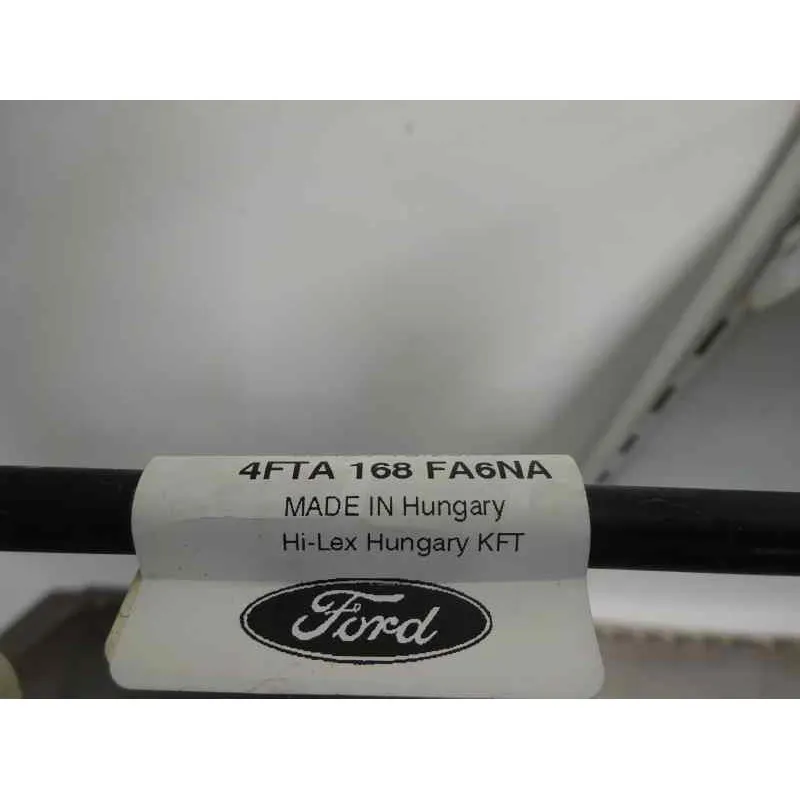 4FTA 168 FA6NA
MADE IN Hungary
Hi-Lex Hungary KFT
Ford